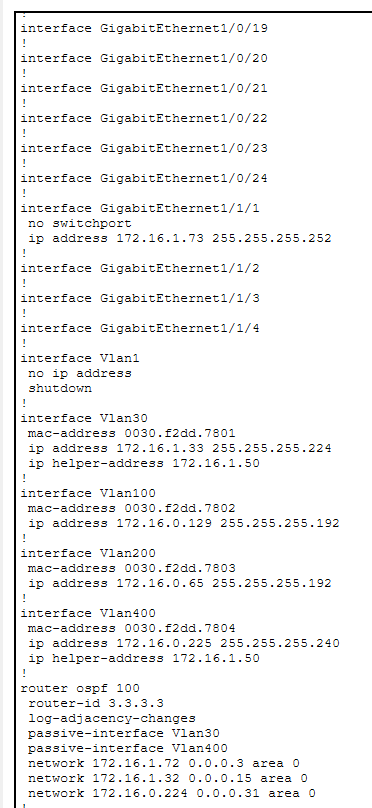 !
interface GigabitEthernet1/0/19
!
interface GigabitEthernet1/0/20
!
interface GigabitEthernet1/0/21
!
interface GigabitEthernet1/0/22
!
interface GigabitEthernet1/0/23
!
interface GigabitEthernet1/0/24
!
interface GigabitEthernet1/1/1
 no switchport
 ip address 172.16.1.73 255.255.255.252
!
interface GigabitEthernet1/1/2
!
interface GigabitEthernet1/1/3
!
interface GigabitEthernet1/1/4
!
interface Vlan1
 no ip address
 shutdown
!
interface Vlan30
 mac-address 0030.f2dd.7801
 ip address 172.16.1.33 255.255.255.224
 ip helper-address 172.16.1.50
!
interface Vlan100
 mac-address 0030.f2dd.7802
 ip address 172.16.0.129 255.255.255.192
!
interface Vlan200
 mac-address 0030.f2dd.7803
 ip address 172.16.0.65 255.255.255.192
!
interface Vlan400
 mac-address 0030.f2dd.7804
 ip address 172.16.0.225 255.255.255.240
 ip helper-address 172.16.1.50
!
router ospf 100
 router-id 3.3.3.3
 log-adjacency-changes
 passive-interface Vlan30
 passive-interface Vlan400
 network 172.16.1.72 0.0.0.3 area 0
 network 172.16.1.32 0.0.0.15 area 0
 network 172.16.0.224 0.0.0.31 area 0
!